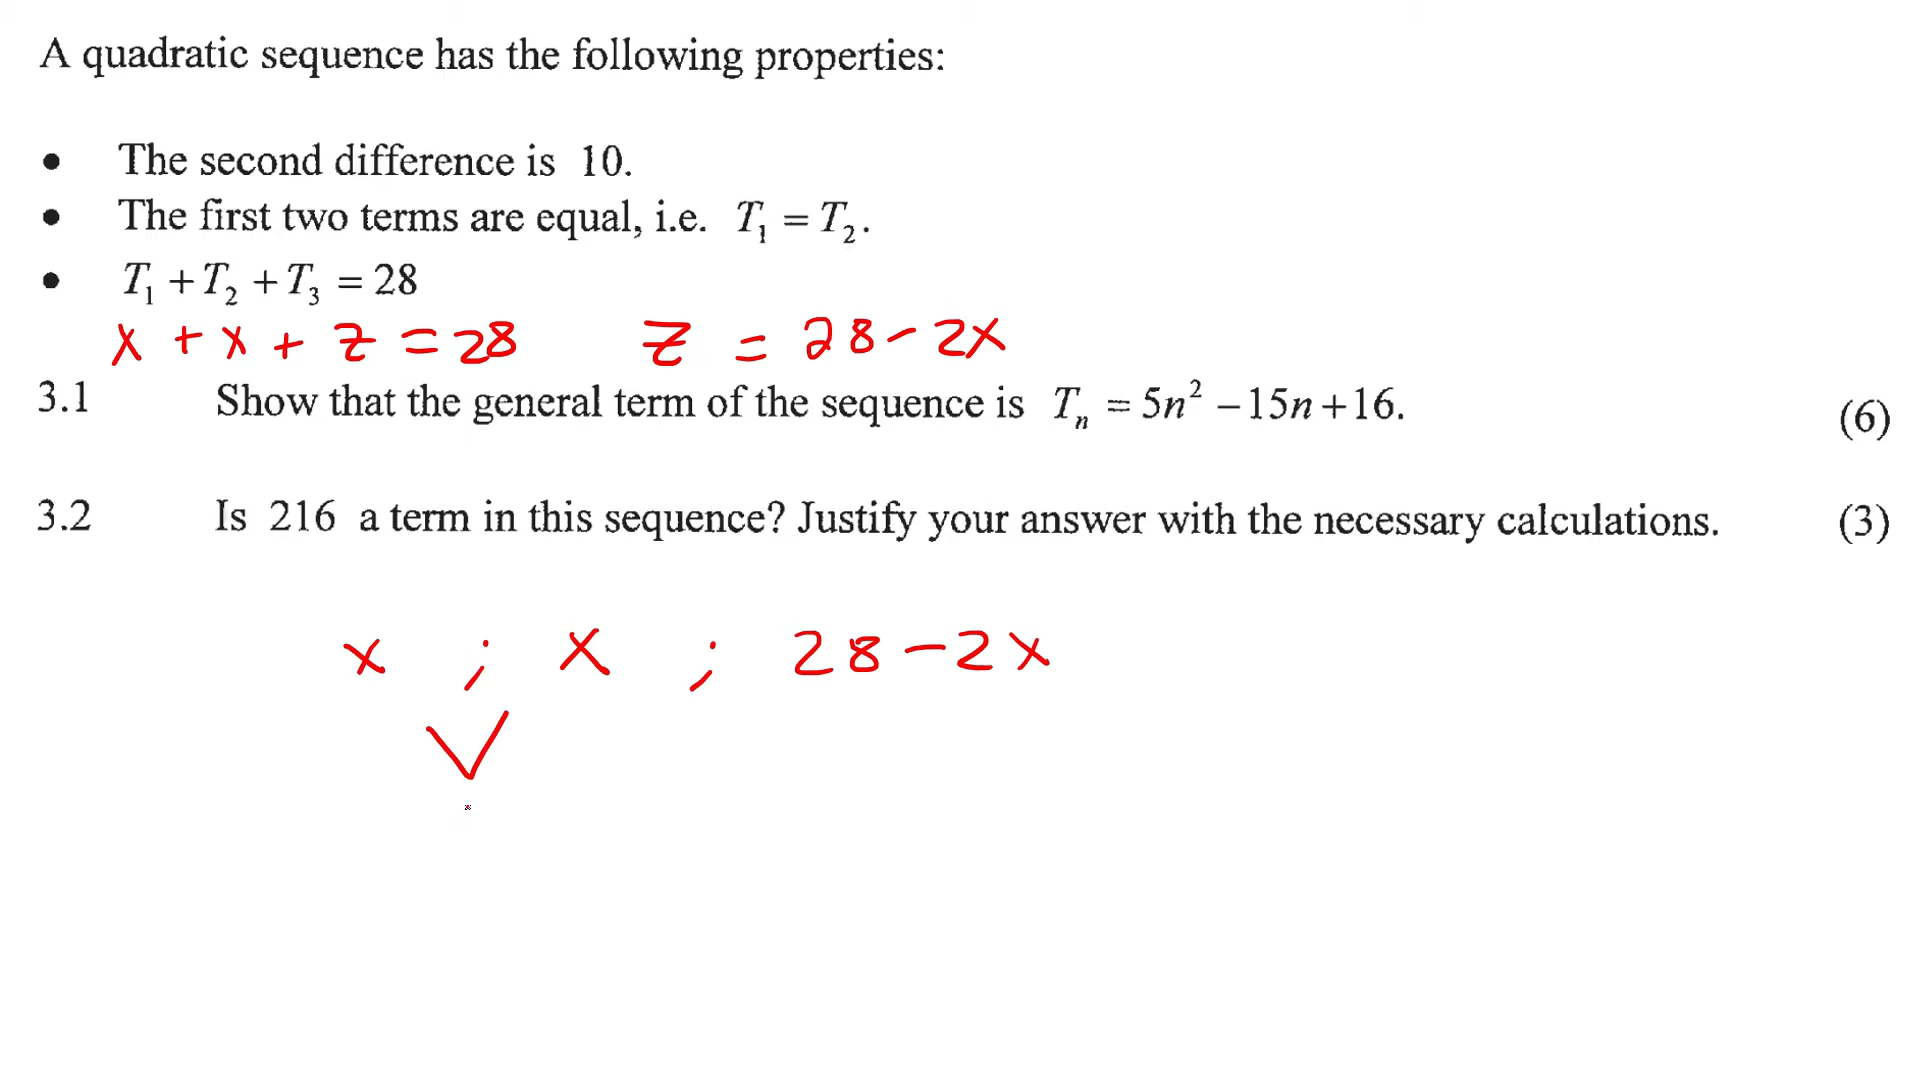 A quadratic sequence has the following properties:
• The second difference is 10.
• The first two terms are equal, i.e. T₁ = T₂.
• T₁ + T₂ + T₃ = 28
x + x + z = 28 z = 28 - 2x
3.1 Show that the general term of the sequence is Tₙ = 5n² − 15n + 16. (6)
3.2 Is 216 a term in this sequence? Justify your answer with the necessary calculations. (3)
x ; x ; 28 - 2x